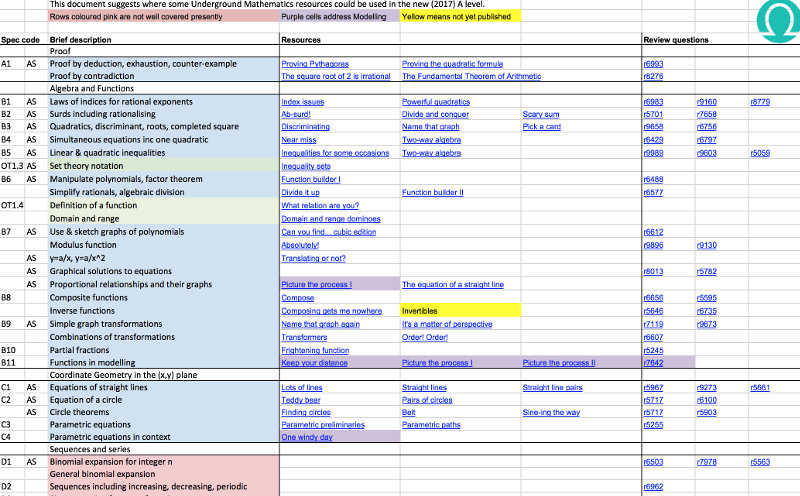 This document suggests where some Underground Mathematics resources could be used in the new (2017) A level.
Rows coloured pink are not well covered presently Purple cells address Modelling Yellow means not yet published
Spec code Brief description Resources Review questions
Proof
A1 AS Proof by deduction, exhaustion, counter-example Proving Pythagoras Proving the quadratic formula r6993
Proof by contradiction The square root of 2 is irrational The Fundamental Theorem of Arithmetic r8276
Algebra and Functions
B1 AS Laws of indices for rational exponents Index issues Powerful quadratics r6983 r9160 r8779
B2 AS Surds including rationalising Ab-surd! Divide and conquer Scary sum r5701 r7658
B3 AS Quadratics, discriminant, roots, completed square Discriminating Name that graph Pick a card r9658 r6756
B4 AS Simultaneous equations inc one quadratic Near miss Two-way algebra r6429 r6797
B5 AS Linear & quadratic inequalities Inequalities for some occasions Two-way algebra r9989 r9603 r5059
OT1.3 AS Set theory notation Inequality sets
B6 AS Manipulate polynomials, factor theorem Function builder I r6488
Simplify rationals, algebraic division Divide it up Function builder II r6577
OT1.4 Definition of a function What relation are you?
Domain and range Domain and range dominoes
B7 AS Use & sketch graphs of polynomials Can you find... cubic edition r6612
Modulus function Absolutely! r9896 r9130
AS y=a/x, y=a/x^2 Translating or not?
AS Graphical solutions to equations r8013 r5782
AS Proportional relationships and their graphs Picture the process I The equation of a straight line
B8 Composite functions Compose r6656 r5595
Inverse functions Composing gets me nowhere Invertibles r5646 r6735
B9 AS Simple graph transformations Name that graph again It's a matter of perspective r7119 r9673
Combinations of transformations Transformers Order! Order! r6607
B10 Partial fractions Frightening function r5245
B11 Functions in modelling Keep your distance Picture the process I Picture the process II r7642
Coordinate Geometry in the (x,y) plane
C1 AS Equations of straight lines Lots of lines Straight lines Straight line pairs r5967 r9273 r5661
C2 AS Equation of a circle Teddy bear Pairs of circles r5717 r6100
AS Circle theorems Finding circles Belt Sine-ing the way r5717 r5903
C3 Parametric equations Parametric preliminaries Parametric paths r5255
C4 Parametric equations in context One windy day
Sequences and series
D1 AS Binomial expansion for integer n r6503 r7978 r5563
General binomial expansion
D2 Sequences including increasing, decreasing, periodic r6962